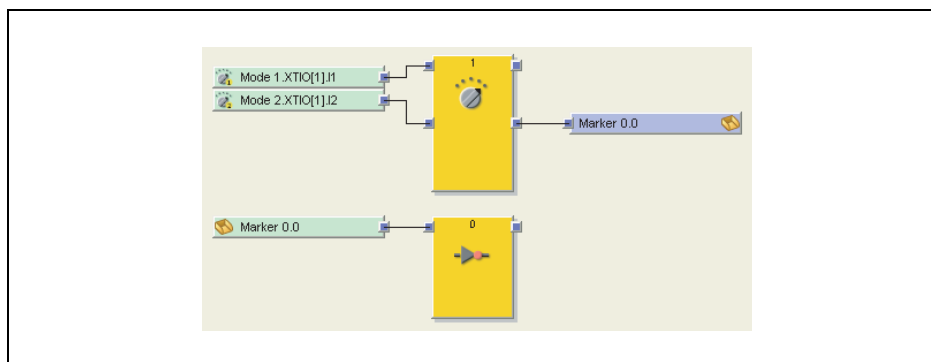 1
Mode 1.XTIO[1].I1
Mode 2.XTIO[1].I2
Marker 0.0
Marker 0.0
0